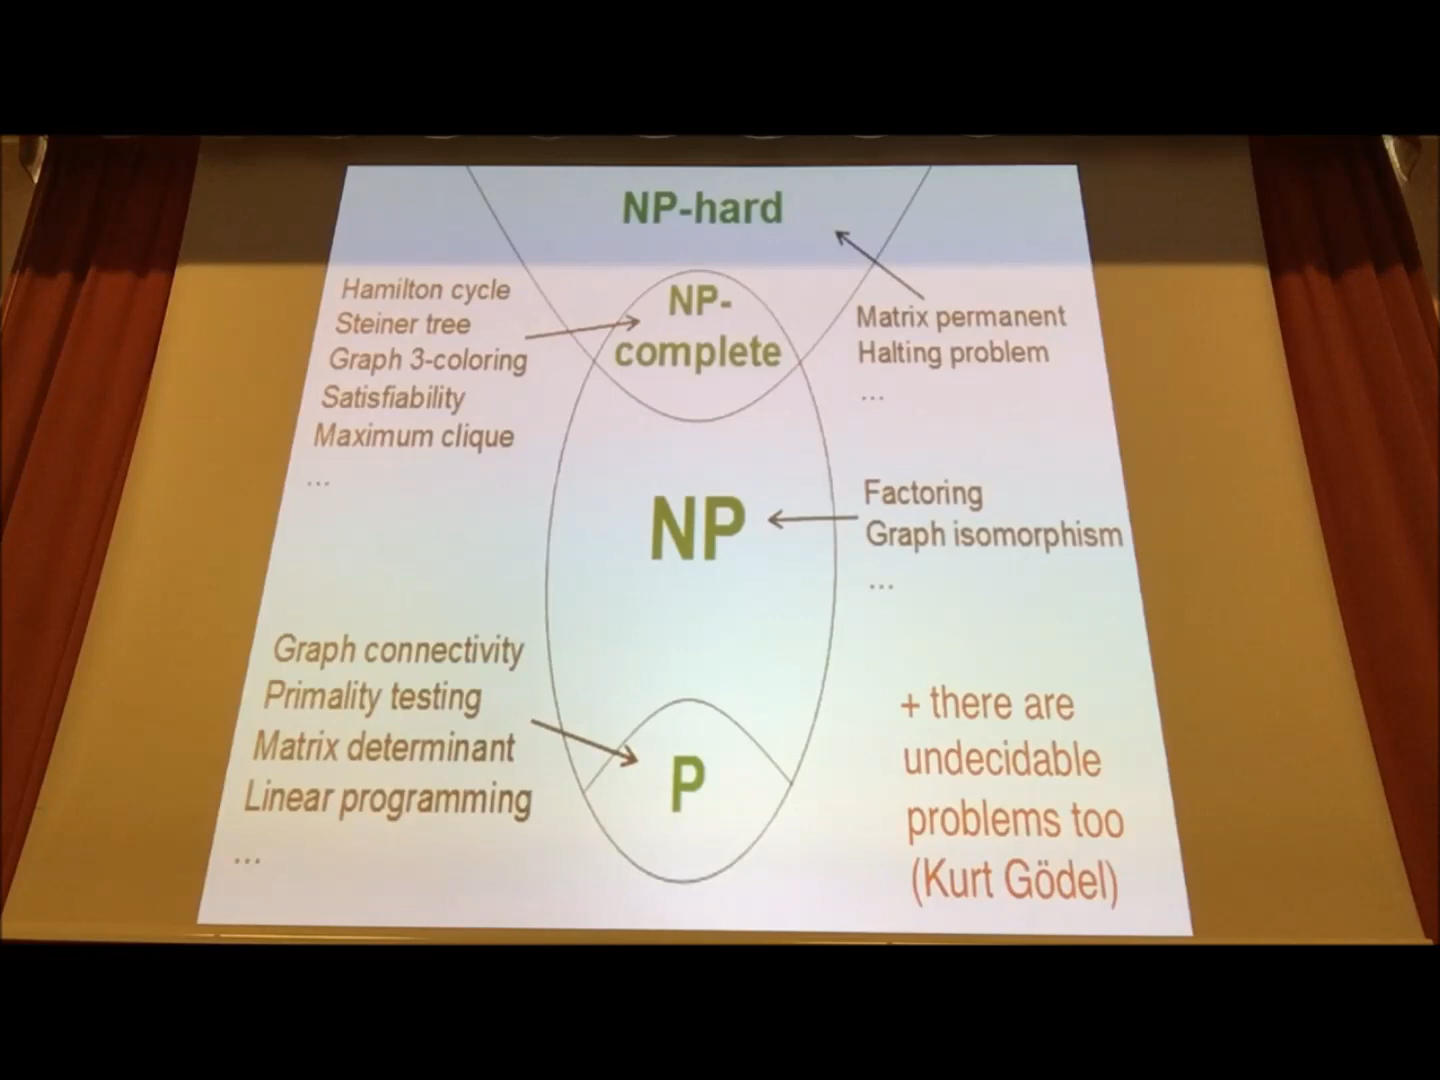 NP-hard
Hamilton cycle
Steiner tree
Graph 3-coloring
Satisfiability
Maximum clique
...
NP-
complete
Matrix permanent
Halting problem
...
NP
Factoring
Graph isomorphism
...
Graph connectivity
Primality testing
Matrix determinant
Linear programming
...
P
+ there are
undecidable
problems too
(Kurt Gödel)